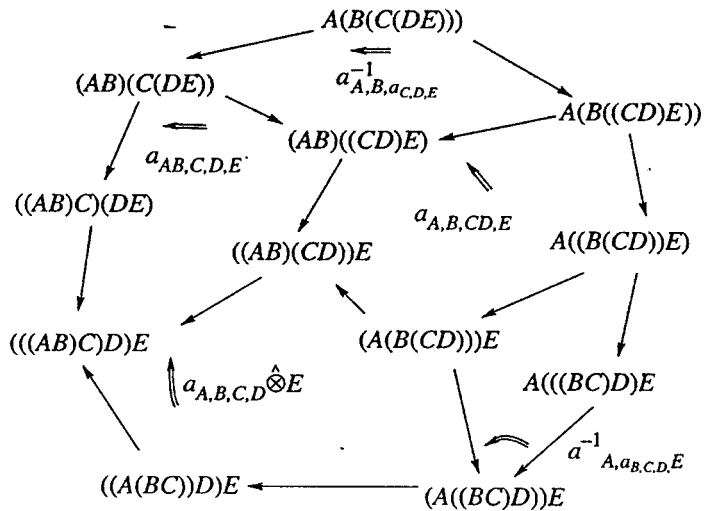 A(B(C(DE)))
a^{-1}_{A,B,a_{C,D,E}}
(AB)(C(DE))
A(B((CD)E))
(AB)((CD)E)
a_{AB,C,D,E}
((AB)C)(DE)
a_{A,B,CD,E}
((AB)(CD))E
A((B(CD))E)
(((AB)C)D)E
(A(B(CD)))E
a_{A,B,C,D} \hat{⊗} E
A(((BC)D)E
a^{-1}_{A,a_{B,C,D},E}
((A(BC))D)E
(A((BC)D))E